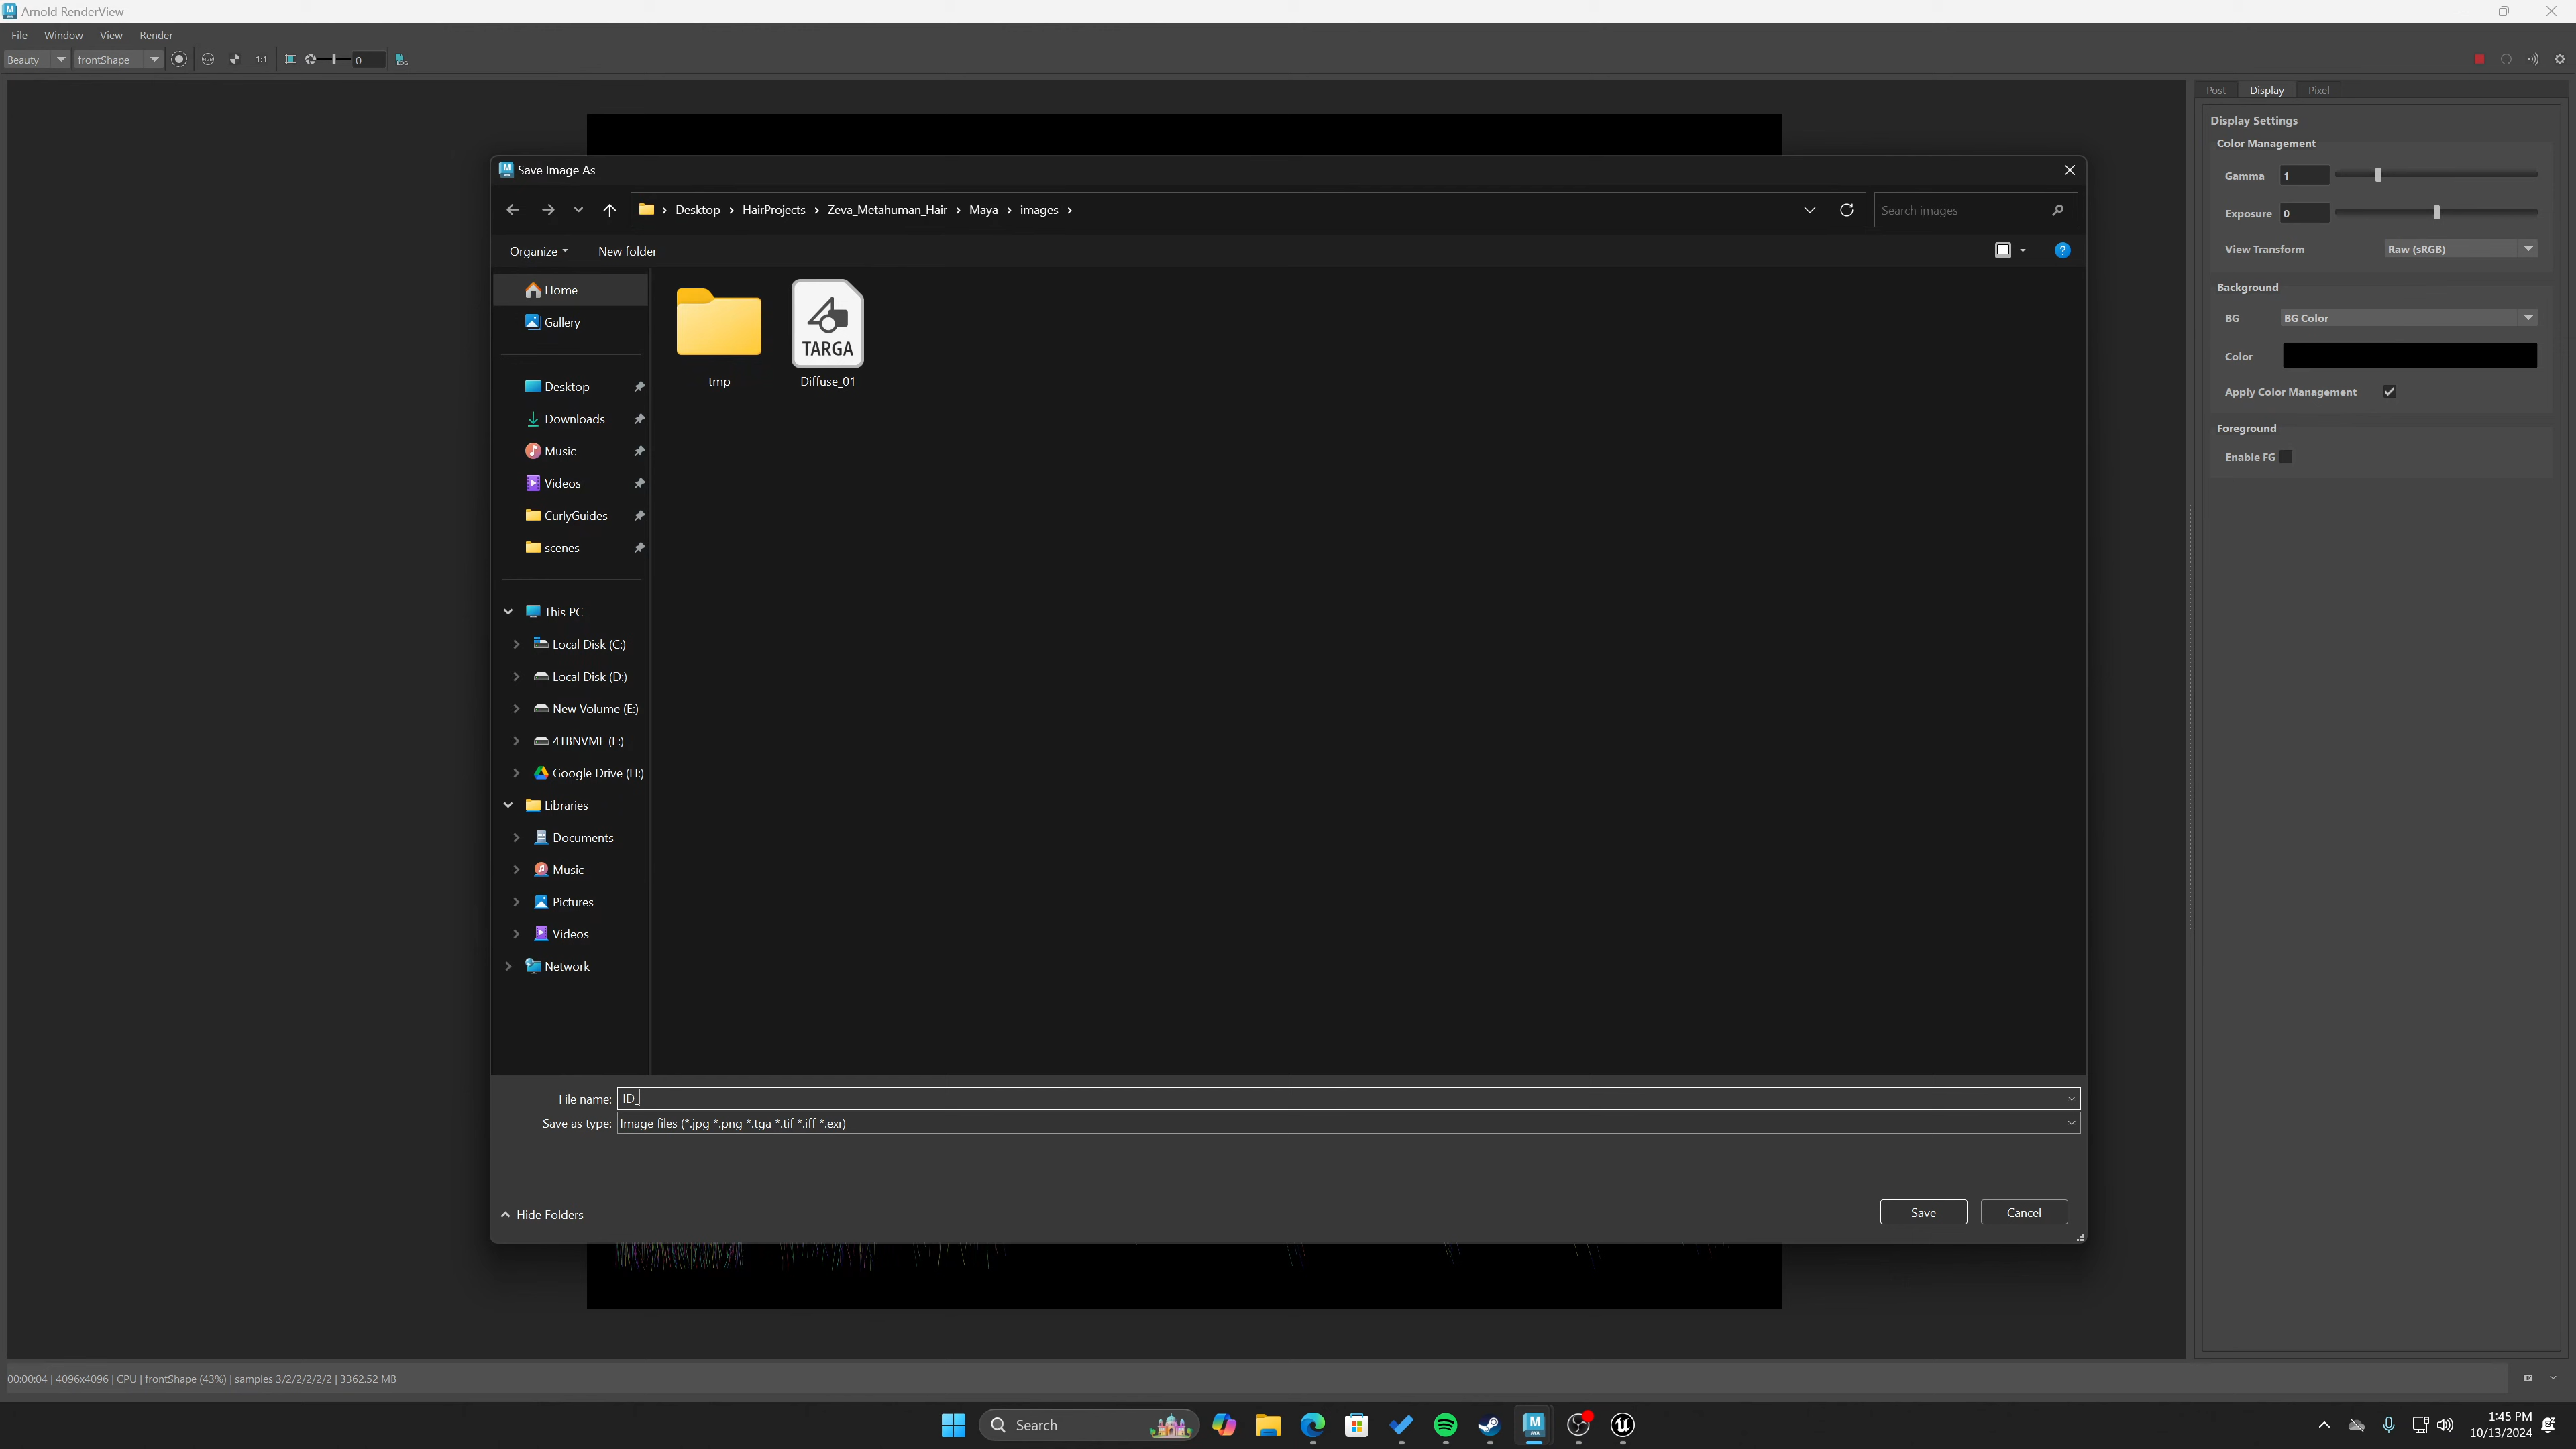 Arnold RenderView
File Window View Render
Beauty frontShape 1:1 0 LOG
Post Display Pixel
Display Settings
Color Management
Gamma 1
Exposure 0
View Transform Raw (sRGB)
Background
BG BG Color
Color
Apply Color Management
Foreground
Enable FG
Save Image As
Desktop › HairProjects › Zeva_Metahuman_Hair › Maya › images ›
Search images
Organize New folder
Home
Gallery
Desktop
Downloads
Music
Videos
CurlyGuides
scenes
This PC
Local Disk (C:)
Local Disk (D:)
New Volume (E:)
4TBNVME (F:)
Google Drive (H:)
Libraries
Documents
Music
Pictures
Videos
Network
TARGA
tmp Diffuse_01
File name: ID_
Save as type: Image files (*.jpg *.png *.tga *.tif *.iff *.exr)
Hide Folders
Save Cancel
00:00:04 | 4096x4096 | CPU | frontShape (43%) | samples 3/2/2/2/2/2 | 3362.52 MB
Search
1:45 PM
10/13/2024